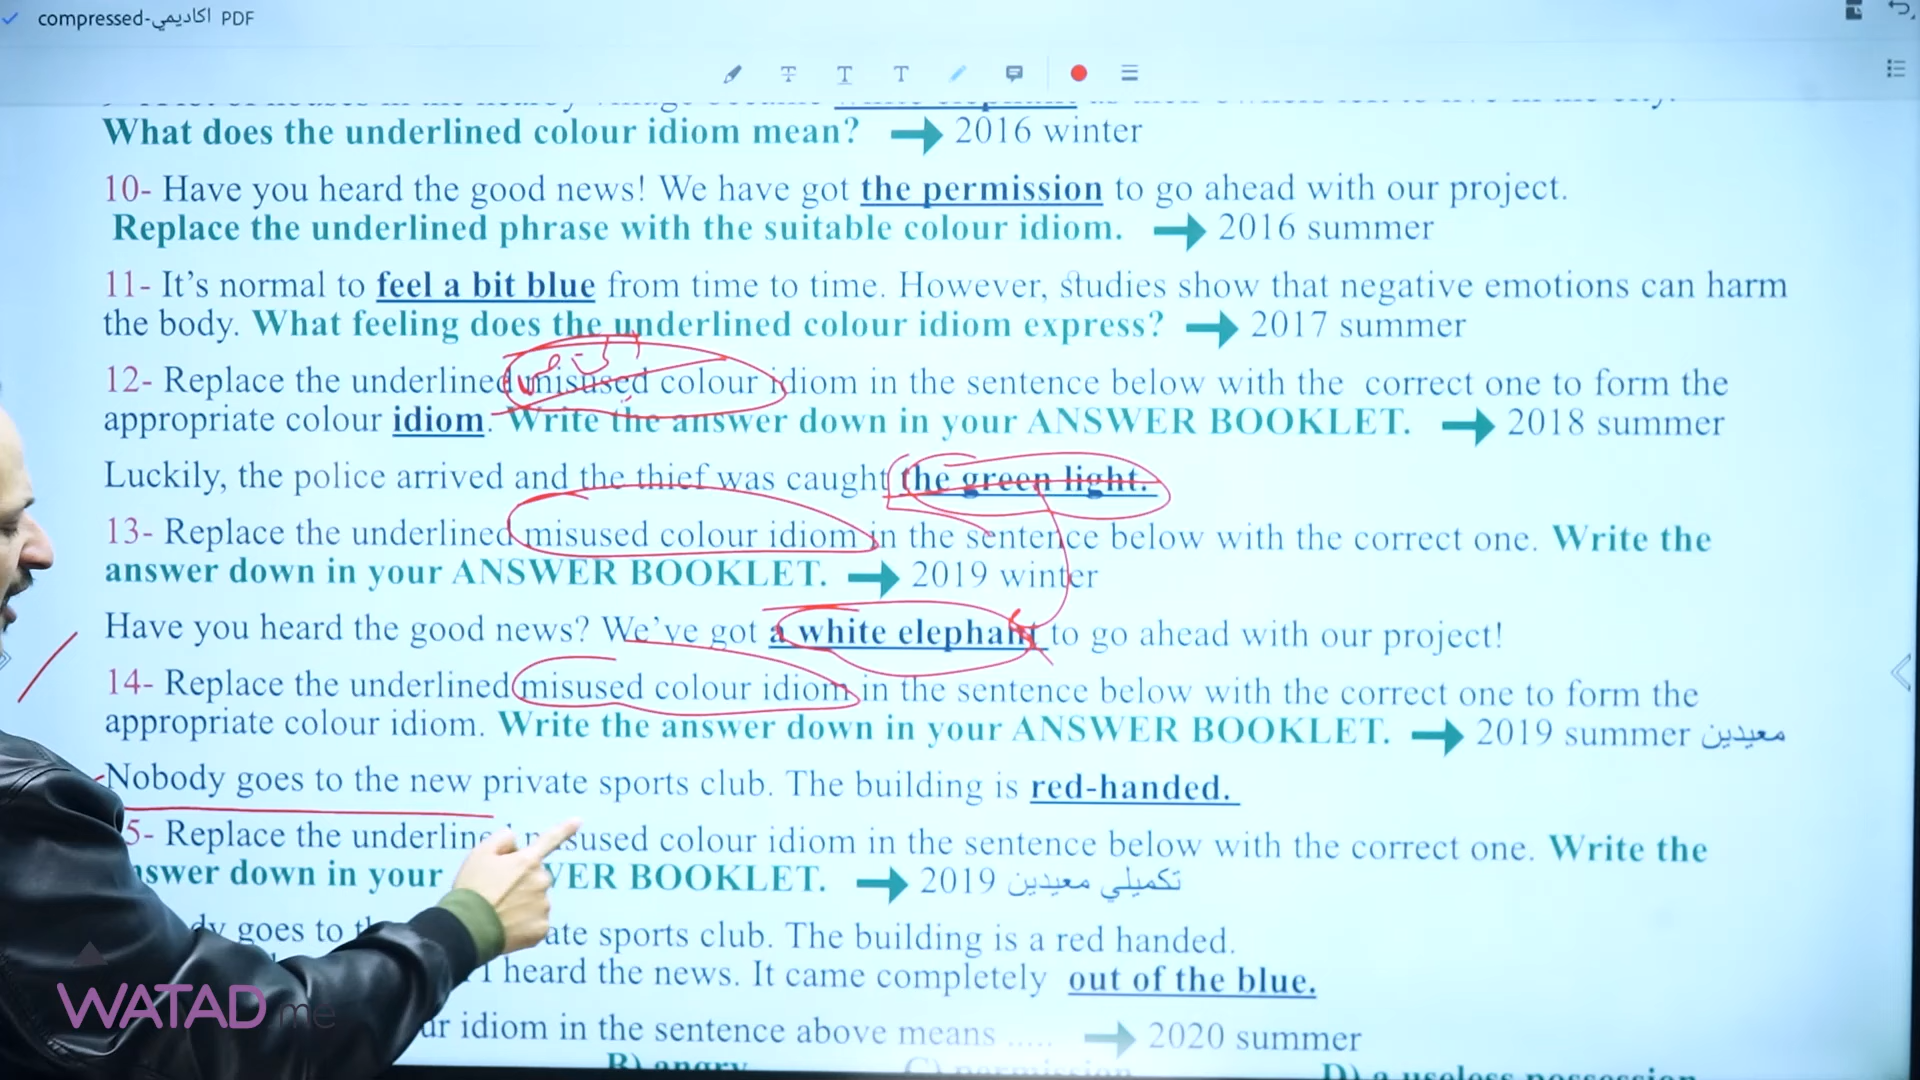 compressed-اكاديمي PDF
What does the underlined colour idiom mean? 2016 winter
10- Have you heard the good news! We have got the permission to go ahead with our project.
Replace the underlined phrase with the suitable colour idiom. 2016 summer
11- It's normal to feel a bit blue from time to time. However, studies show that negative emotions can harm
the body. What feeling does the underlined colour idiom express? 2017 summer
12- Replace the underlined misused colour idiom in the sentence below with the correct one to form the
appropriate colour idiom. Write the answer down in your ANSWER BOOKLET. 2018 summer
Luckily, the police arrived and the thief was caught the green light.
13- Replace the underlined misused colour idiom in the sentence below with the correct one. Write the
answer down in your ANSWER BOOKLET. 2019 winter
Have you heard the good news? We've got a white elephant to go ahead with our project!
14- Replace the underlined misused colour idiom in the sentence below with the correct one to form the
appropriate colour idiom. Write the answer down in your ANSWER BOOKLET. 2019 summer معيدين
Nobody goes to the new private sports club. The building is red-handed.
5- Replace the underlined misused colour idiom in the sentence below with the correct one. Write the
answer down in your BOOKLET. 2019 تكميلي معيدين
goes to sports club. The building is a red handed.
I heard the news. It came completely out of the blue.
idiom in the sentence above means ..... 2020 summer
B) angry C) permission D) a useless possession
WATAD me